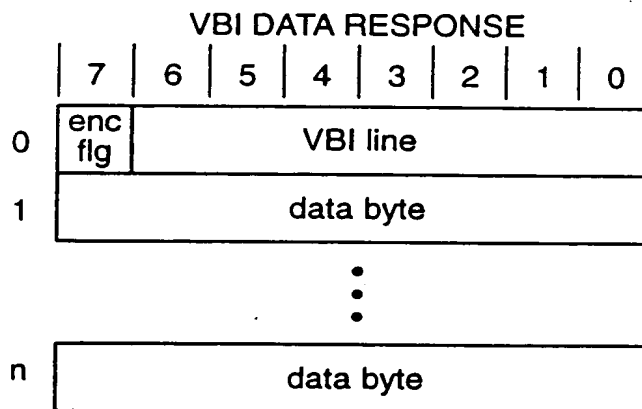 VBI DATA RESPONSE
7 6 5 4 3 2 1 0
0 enc flg VBI line
1 data byte
n data byte